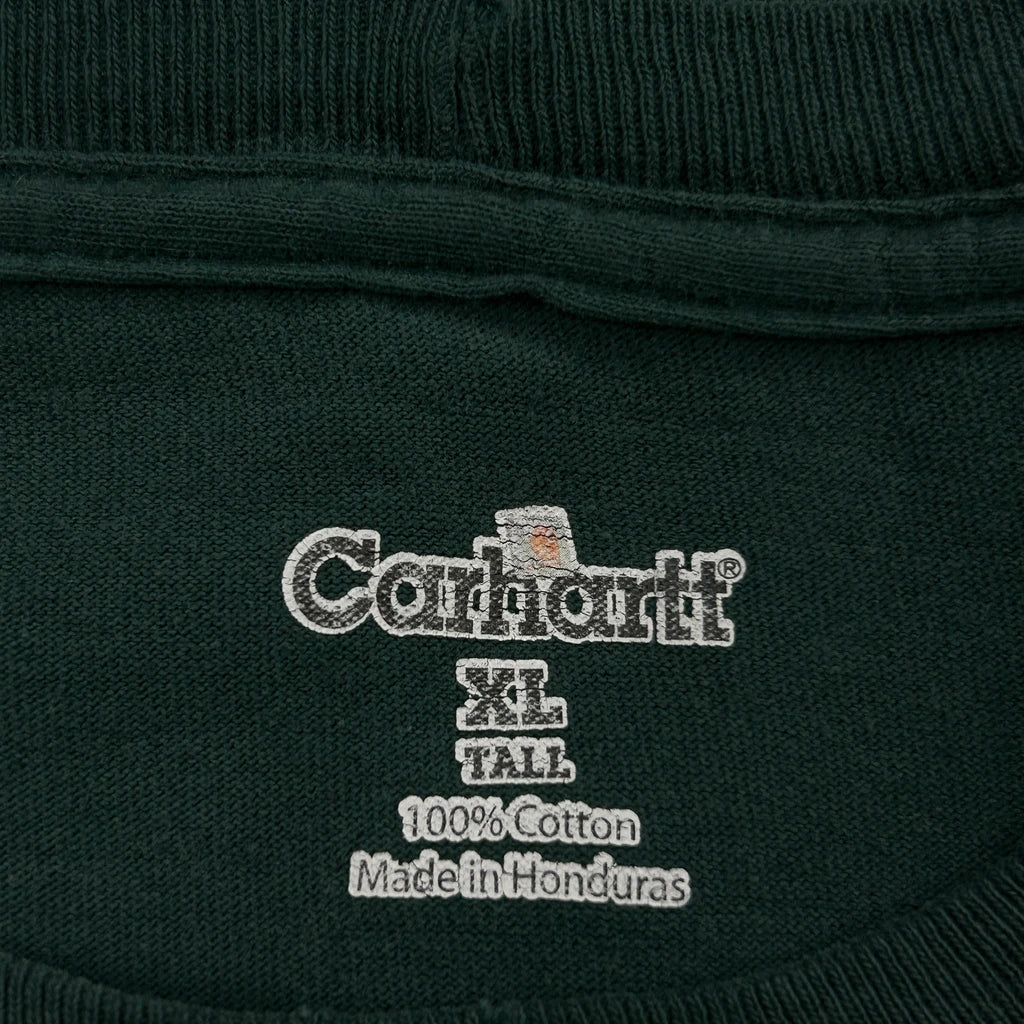 Carhartt®
XL
TALL
100% Cotton
Made in Honduras